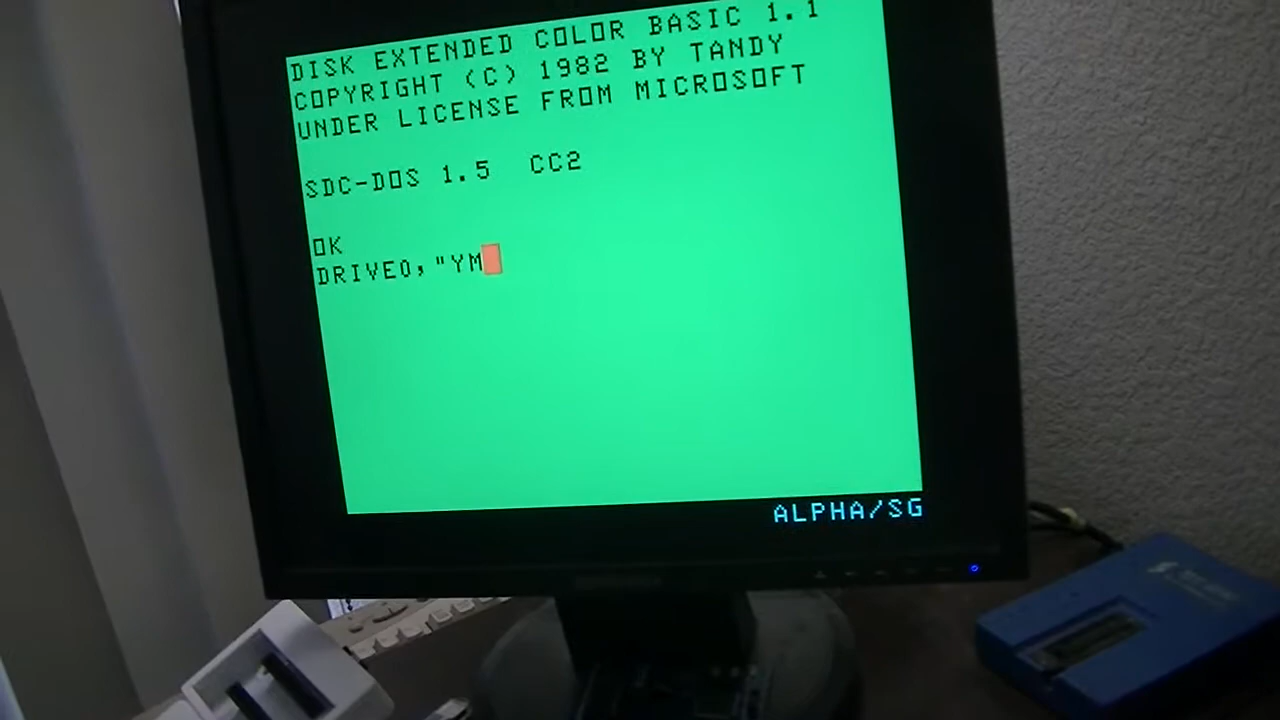 DISK EXTENDED COLOR BASIC 1.1
COPYRIGHT (C) 1982 BY TANDY
UNDER LICENSE FROM MICROSOFT
SDC-DOS 1.5 CC2
OK
DRIVE0,"YM
ALPHA/SG